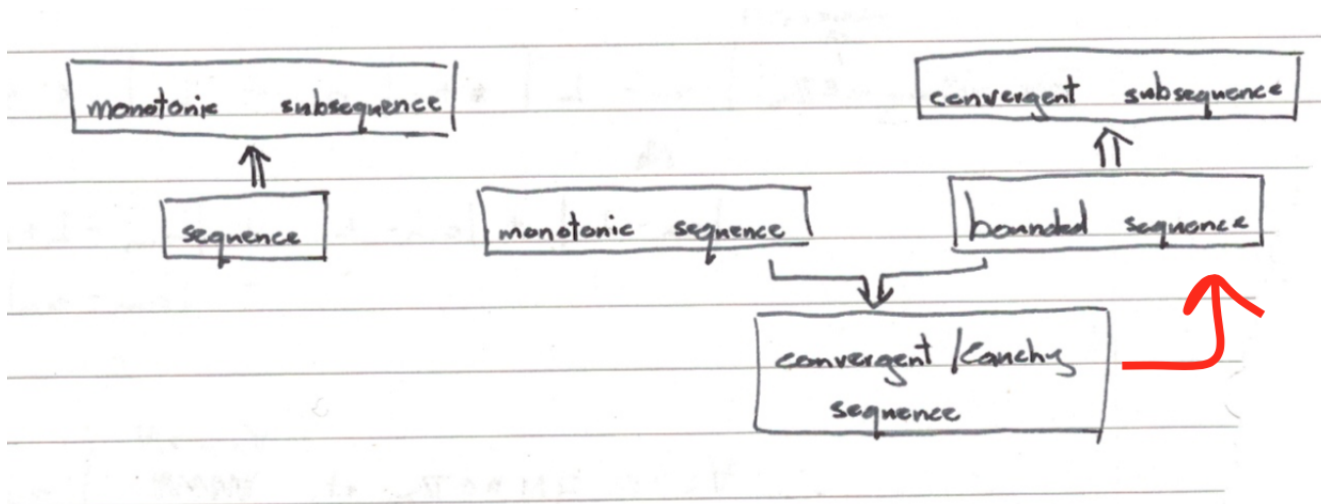 monotonic subsequence
convergent subsequence
sequence
monotonic sequence
bounded sequence
convergent / Cauchy
sequence